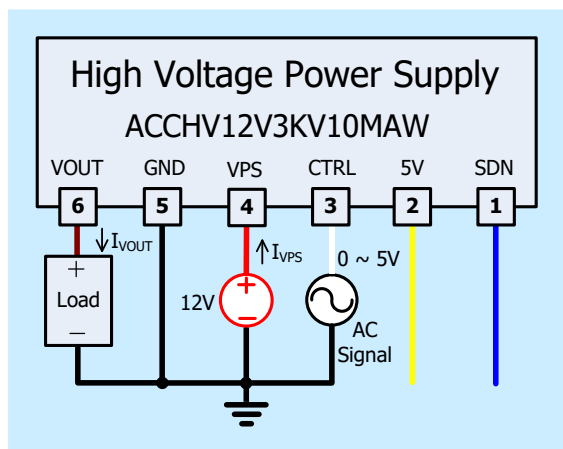 High Voltage Power Supply
ACCHV12V3KV10MAW
VOUT GND VPS CTRL 5V SDN
6 5 4 3 2 1
IVOUT IVPS 0 ~ 5V
+ +
Load 12V
− −
AC
Signal